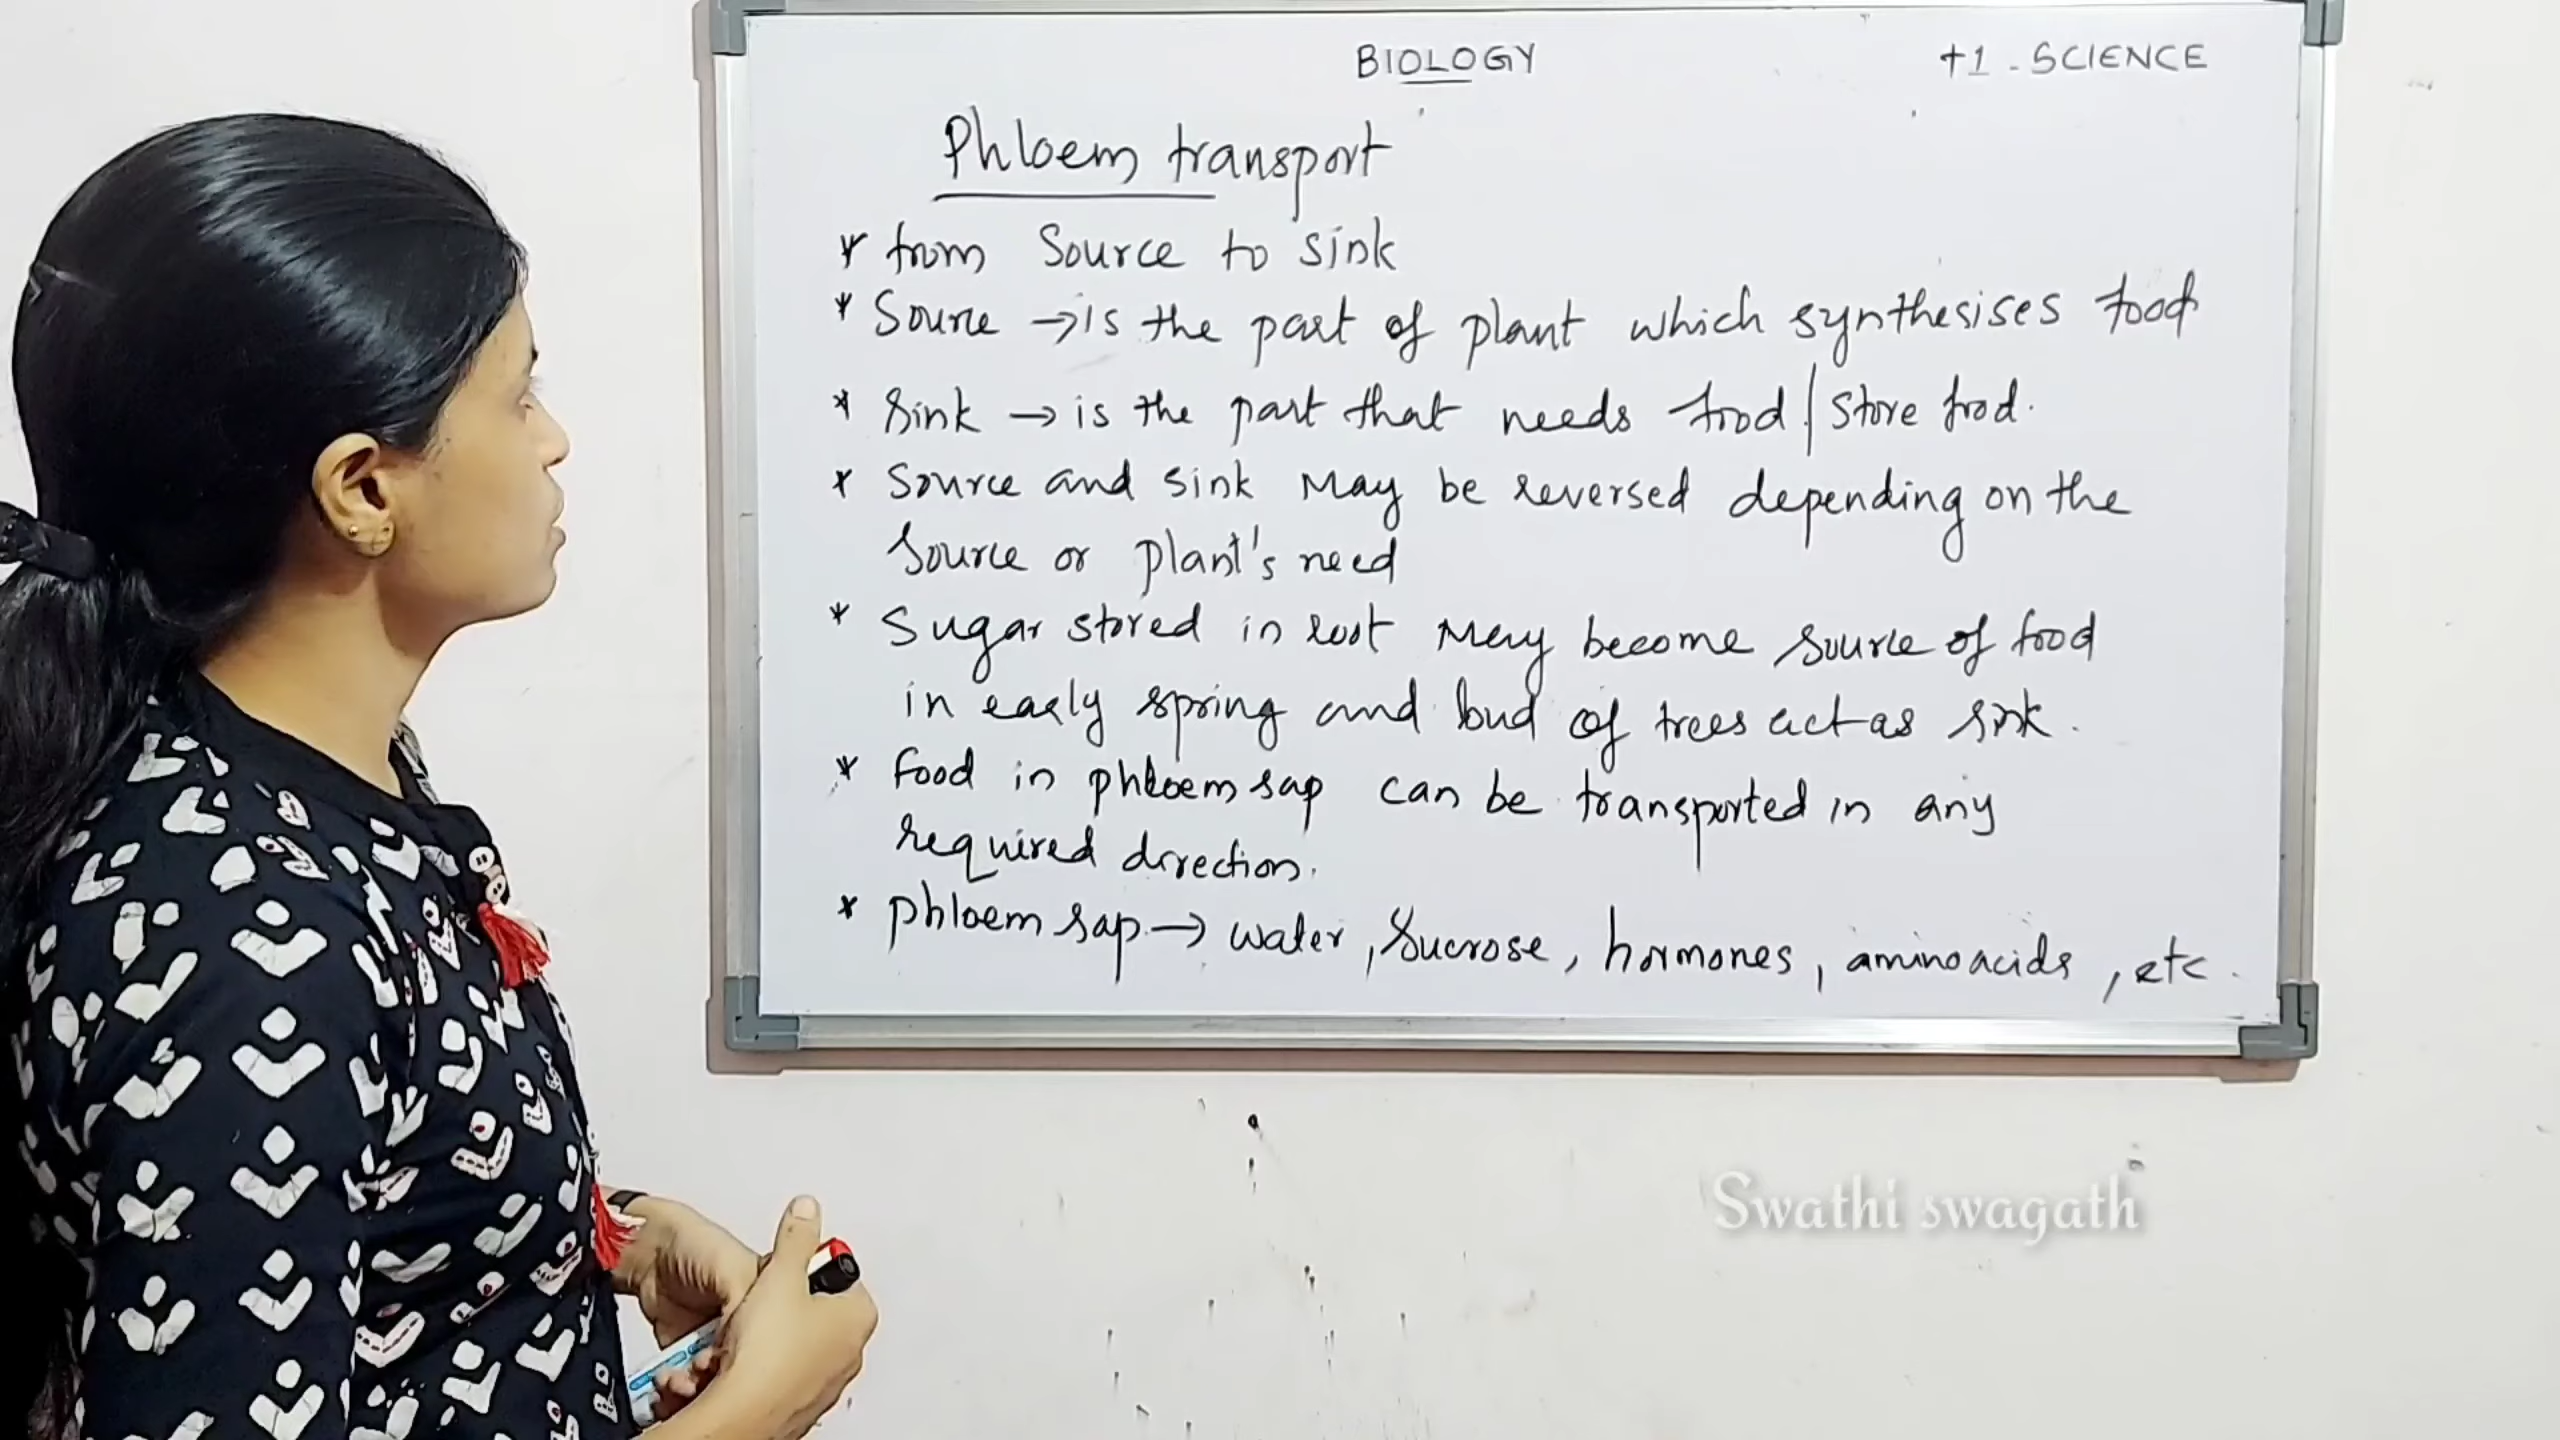 BIOLOGY
+1 - SCIENCE
Phloem transport
* from Source to sink
* Source → is the part of plant which synthesises food
* Sink → is the part that needs food / Store food.
* Source and sink may be reversed depending on the
source or plant's need
* Sugar stored in root may become source of food
in early spring and bud of trees act as sink.
* Food in phloem sap can be transported in any
required direction.
* phloem sap → water, Sucrose, hormones, aminoacids, etc.
Swathi swagath